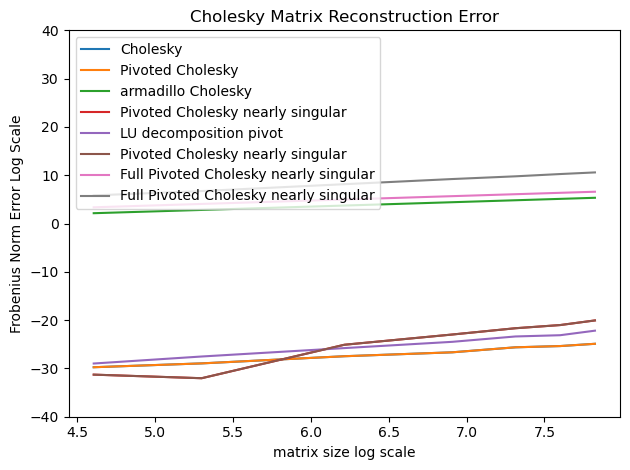 Cholesky Matrix Reconstruction Error
Frobenius Norm Error Log Scale
40
30
20
10
0
−10
−20
−30
−40
Cholesky
Pivoted Cholesky
armadillo Cholesky
Pivoted Cholesky nearly singular
LU decomposition pivot
Pivoted Cholesky nearly singular
Full Pivoted Cholesky nearly singular
Full Pivoted Cholesky nearly singular
4.5 5.0 5.5 6.0 6.5 7.0 7.5
matrix size log scale